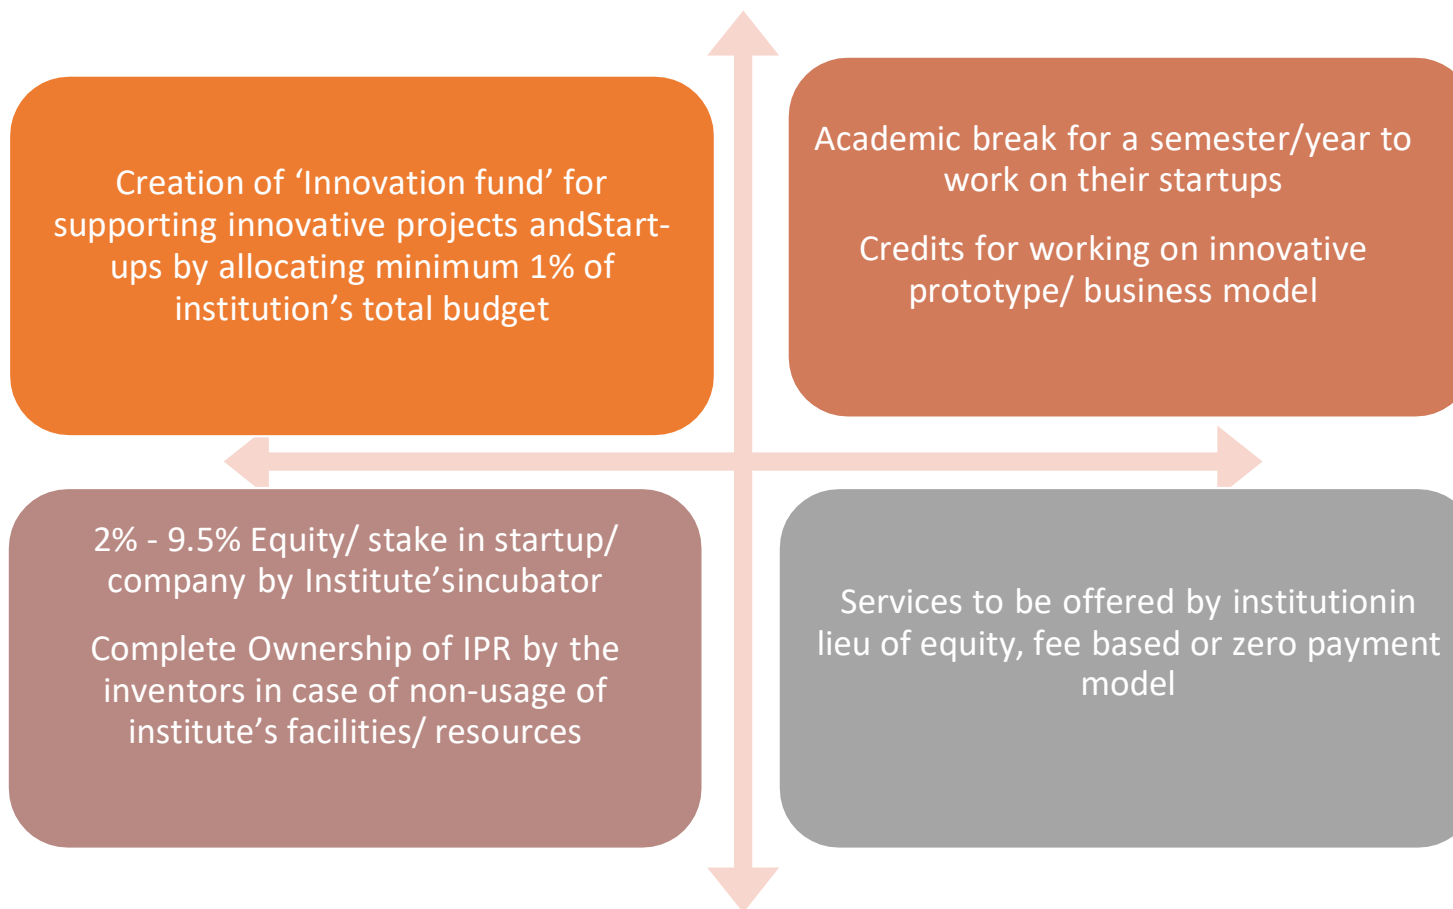 Creation of ‘Innovation fund’ for
supporting innovative projects andStart-
ups by allocating minimum 1% of
institution’s total budget
Academic break for a semester/year to
work on their startups
Credits for working on innovative
prototype/ business model
2% - 9.5% Equity/ stake in startup/
company by Institute’sincubator
Complete Ownership of IPR by the
inventors in case of non-usage of
institute’s facilities/ resources
Services to be offered by institutionin
lieu of equity, fee based or zero payment
model